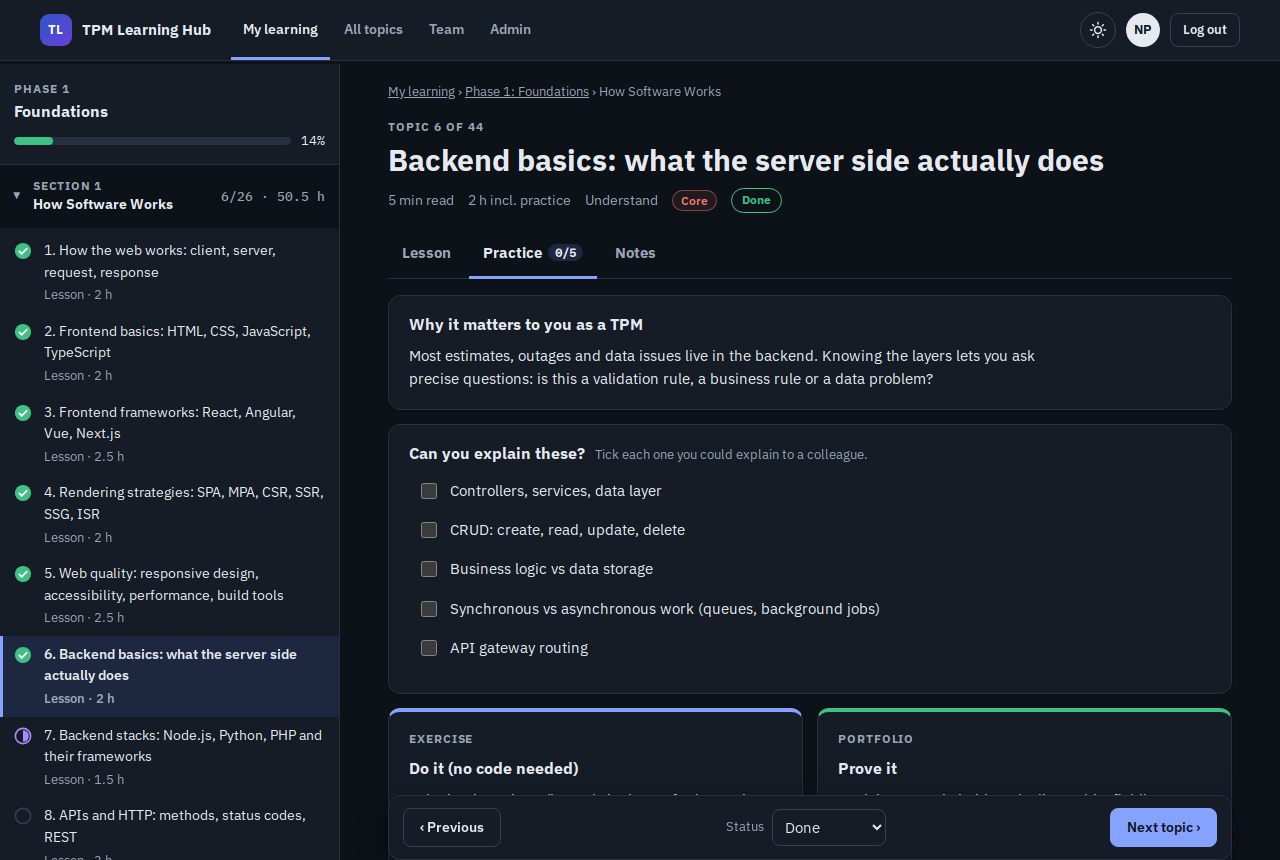 TL TPM Learning Hub My learning All topics Team Admin NP Log out
PHASE 1
Foundations
14%
SECTION 1
How Software Works
6/26 · 50.5 h
1. How the web works: client, server,
request, response
Lesson · 2 h
2. Frontend basics: HTML, CSS, JavaScript,
TypeScript
Lesson · 2 h
3. Frontend frameworks: React, Angular,
Vue, Next.js
Lesson · 2.5 h
4. Rendering strategies: SPA, MPA, CSR, SSR,
SSG, ISR
Lesson · 2 h
5. Web quality: responsive design,
accessibility, performance, build tools
Lesson · 2.5 h
6. Backend basics: what the server side
actually does
Lesson · 2 h
7. Backend stacks: Node.js, Python, PHP and
their frameworks
Lesson · 1.5 h
8. APIs and HTTP: methods, status codes,
REST
My learning › Phase 1: Foundations › How Software Works
TOPIC 6 OF 44
Backend basics: what the server side actually does
5 min read 2 h incl. practice Understand Core Done
Lesson Practice 0/5 Notes
Why it matters to you as a TPM
Most estimates, outages and data issues live in the backend. Knowing the layers lets you ask
precise questions: is this a validation rule, a business rule or a data problem?
Can you explain these? Tick each one you could explain to a colleague.
Controllers, services, data layer
CRUD: create, read, update, delete
Business logic vs data storage
Synchronous vs asynchronous work (queues, background jobs)
API gateway routing
EXERCISE
Do it (no code needed)
PORTFOLIO
Prove it
‹ Previous Status Done Next topic ›